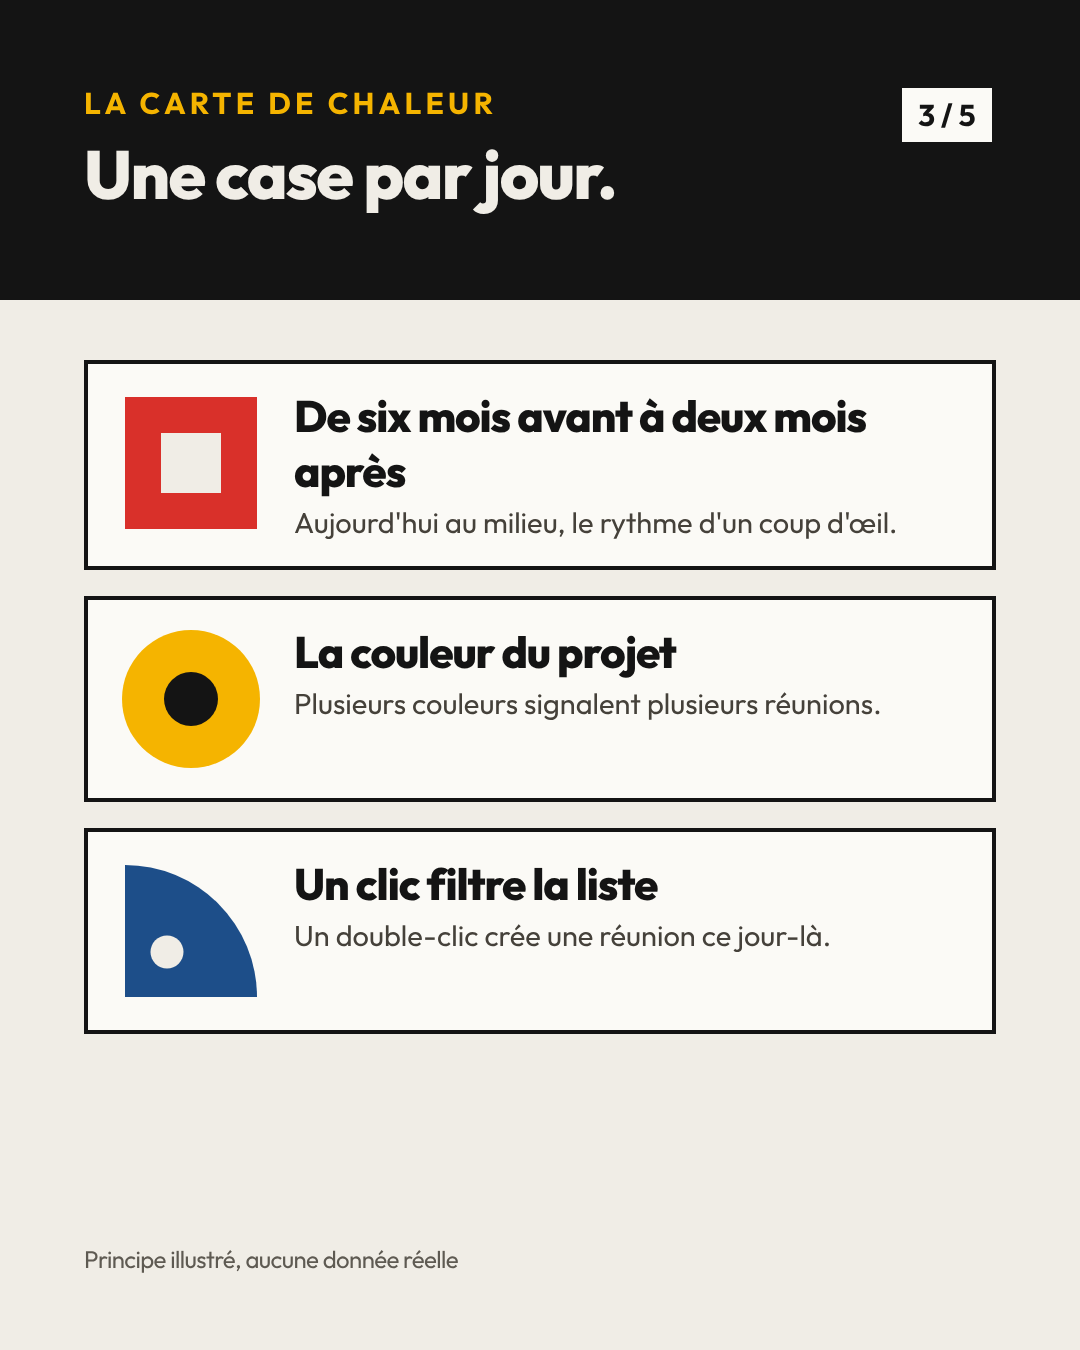 LA CARTE DE CHALEUR
3 / 5
Une case par jour.
De six mois avant à deux mois
après
Aujourd'hui au milieu, le rythme d'un coup d'œil.
La couleur du projet
Plusieurs couleurs signalent plusieurs réunions.
Un clic filtre la liste
Un double-clic crée une réunion ce jour-là.
Principe illustré, aucune donnée réelle